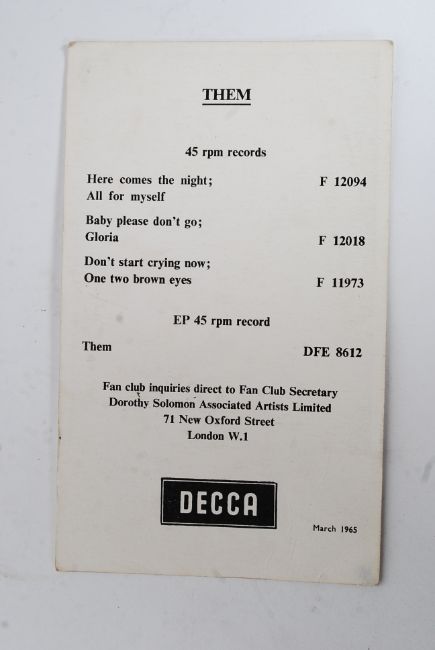 THEM
45 rpm records
Here comes the night; F 12094
All for myself
Baby please don't go;
Gloria F 12018
Don't start crying now;
One two brown eyes F 11973
EP 45 rpm record
Them DFE 8612
Fan club inquiries direct to Fan Club Secretary
Dorothy Solomon Associated Artists Limited
71 New Oxford Street
London W.1
DECCA
March 1965